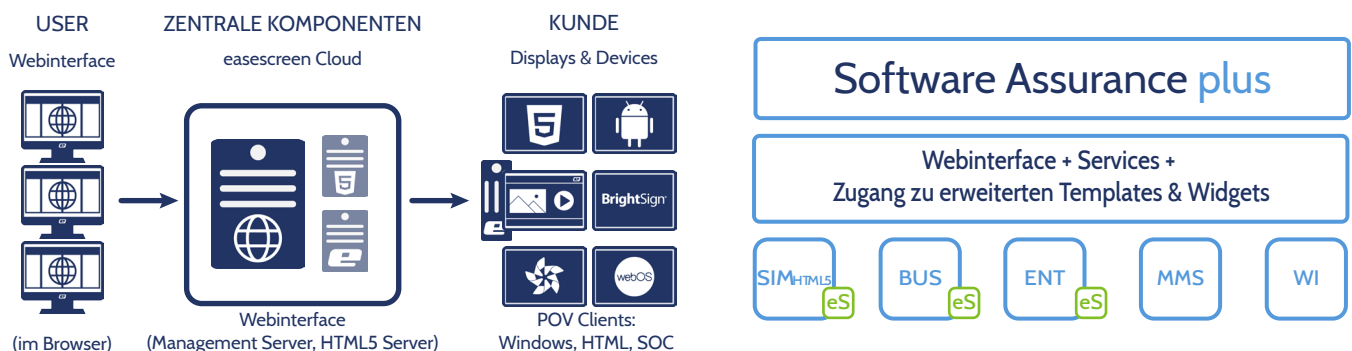 USER
Webinterface
(im Browser)
ZENTRALE KOMPONENTEN
easescreen Cloud
5
e
Webinterface
(Management Server, HTML5 Server)
KUNDE
Displays & Devices
5
e
BrightSign
webOS
POV Clients:
Windows, HTML, SOC
Software Assurance plus
Webinterface + Services +
Zugang zu erweiterten Templates & Widgets
SIMHTML5
eS
BUS
eS
ENT
eS
MMS
WI